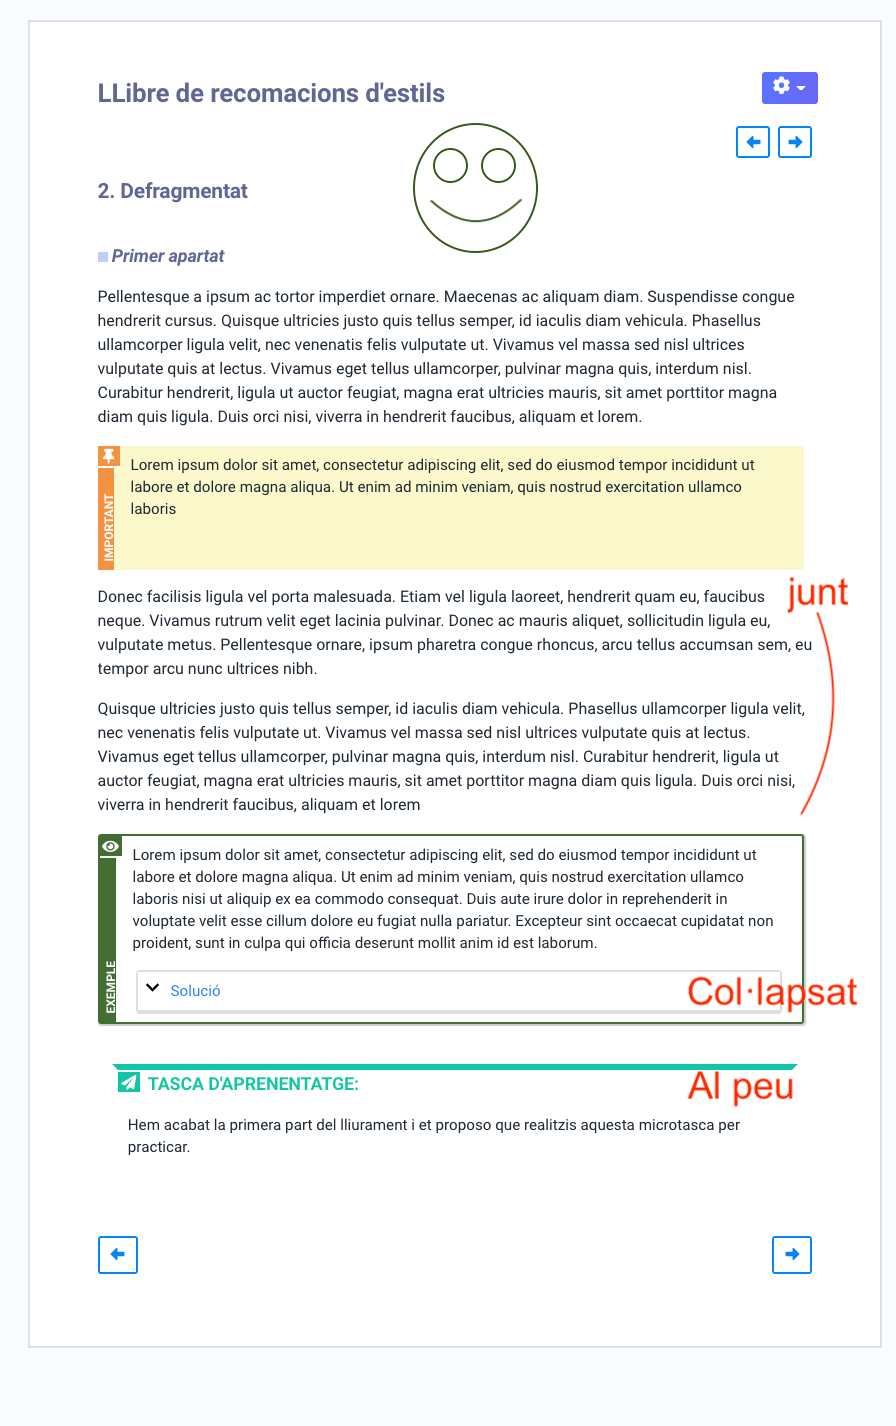 LLibre de recomacions d'estils
2. Defragmentat
Primer apartat
Pellentesque a ipsum ac tortor imperdiet ornare. Maecenas ac aliquam diam. Suspendisse congue
hendrerit cursus. Quisque ultricies justo quis tellus semper, id iaculis diam vehicula. Phasellus
ullamcorper ligula velit, nec venenatis felis vulputate ut. Vivamus vel massa sed nisl ultrices
vulputate quis at lectus. Vivamus eget tellus ullamcorper, pulvinar magna quis, interdum nisl.
Curabitur hendrerit, ligula ut auctor feugiat, magna erat ultricies mauris, sit amet porttitor magna
diam quis ligula. Duis orci nisi, viverra in hendrerit faucibus, aliquam et lorem.
IMPORTANT
Lorem ipsum dolor sit amet, consectetur adipiscing elit, sed do eiusmod tempor incididunt ut
labore et dolore magna aliqua. Ut enim ad minim veniam, quis nostrud exercitation ullamco
laboris
junt
Donec facilisis ligula vel porta malesuada. Etiam vel ligula laoreet, hendrerit quam eu, faucibus
neque. Vivamus rutrum velit eget lacinia pulvinar. Donec ac mauris aliquet, sollicitudin ligula eu,
vulputate metus. Pellentesque ornare, ipsum pharetra congue rhoncus, arcu tellus accumsan sem, eu
tempor arcu nunc ultrices nibh.
Quisque ultricies justo quis tellus semper, id iaculis diam vehicula. Phasellus ullamcorper ligula velit,
nec venenatis felis vulputate ut. Vivamus vel massa sed nisl ultrices vulputate quis at lectus.
Vivamus eget tellus ullamcorper, pulvinar magna quis, interdum nisl. Curabitur hendrerit, ligula ut
auctor feugiat, magna erat ultricies mauris, sit amet porttitor magna diam quis ligula. Duis orci nisi,
viverra in hendrerit faucibus, aliquam et lorem
EXEMPLE
Lorem ipsum dolor sit amet, consectetur adipiscing elit, sed do eiusmod tempor incididunt ut
labore et dolore magna aliqua. Ut enim ad minim veniam, quis nostrud exercitation ullamco
laboris nisi ut aliquip ex ea commodo consequat. Duis aute irure dolor in reprehenderit in
voluptate velit esse cillum dolore eu fugiat nulla pariatur. Excepteur sint occaecat cupidatat non
proident, sunt in culpa qui officia deserunt mollit anim id est laborum.
Solució
Col·lapsat
TASCA D'APRENENTATGE:
Al peu
Hem acabat la primera part del lliurament i et proposo que realitzis aquesta microtasca per
practicar.